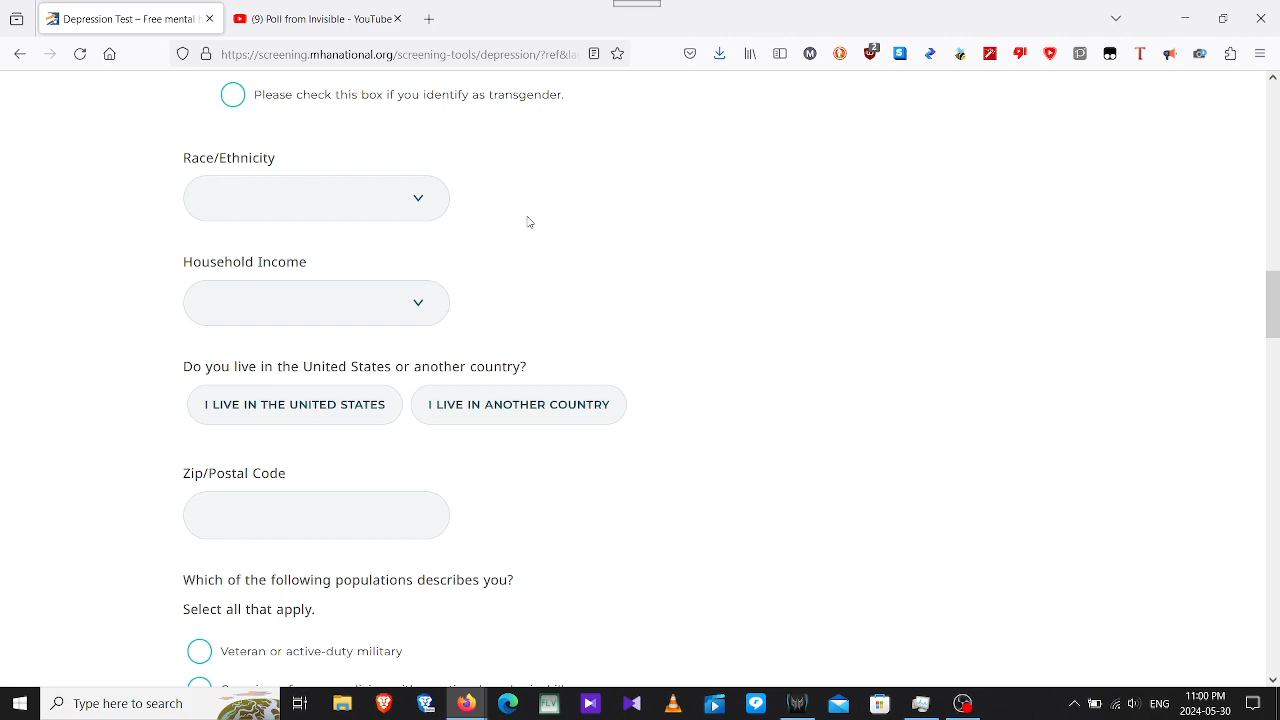 Depression Test – Free mental h
(9) Poll from Invisible - YouTube
https://screening.mhanational.org/screening-tools/depression/?ref&la
2
Please check this box if you identify as transgender.
Race/Ethnicity
Household Income
Do you live in the United States or another country?
I LIVE IN THE UNITED STATES
I LIVE IN ANOTHER COUNTRY
Zip/Postal Code
Which of the following populations describes you?
Select all that apply.
Veteran or active-duty military
Type here to search
FLV
ENG
11:00 PM
2024-05-30